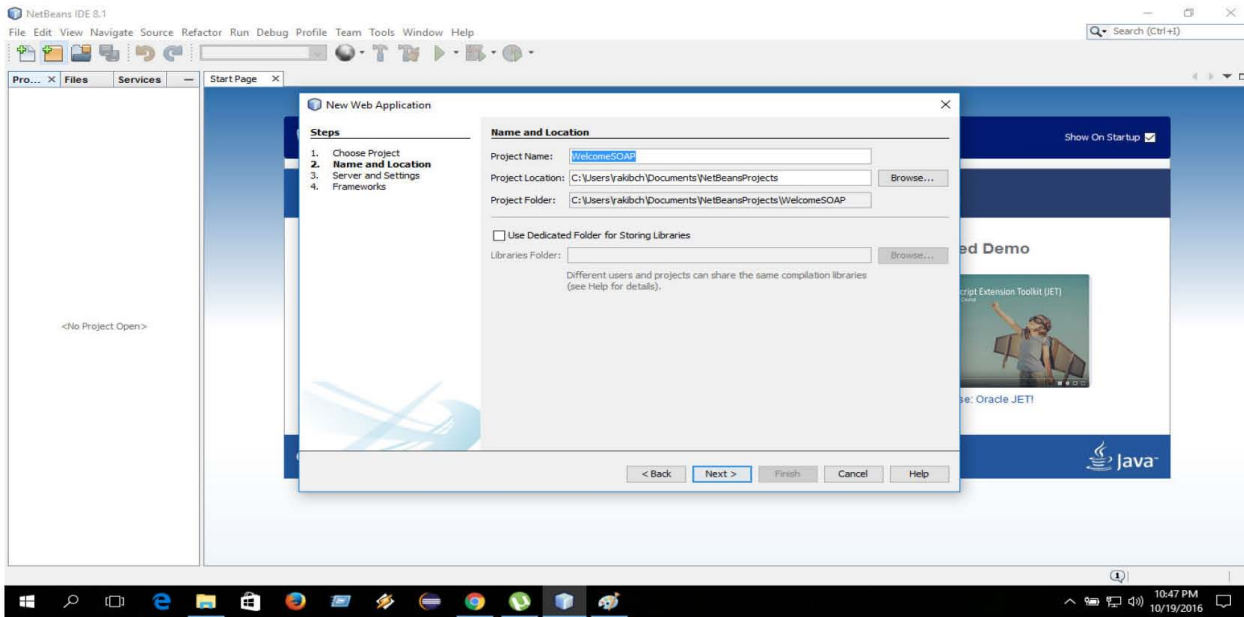 NetBeans IDE 8.1
File Edit View Navigate Source Refactor Run Debug Profile Team Tools Window Help
Search (Ctrl+I)
Pro... Files Services
Start Page
<No Project Open>
Show On Startup
New Web Application
Steps
1. Choose Project
2. Name and Location
3. Server and Settings
4. Frameworks
Name and Location
Project Name: WelcomeSOAP
Project Location: C:\Users\rakibch\Documents\NetBeansProjects Browse...
Project Folder: C:\Users\rakibch\Documents\NetBeansProjects\WelcomeSOAP
Use Dedicated Folder for Storing Libraries
Libraries Folder: Browse...
Different users and projects can share the same compilation libraries
(see Help for details).
< Back Next > Finish Cancel Help
ed Demo
cript Extension Toolkit (JET)
se: Oracle JET!
Java
1
10:47 PM
10/19/2016